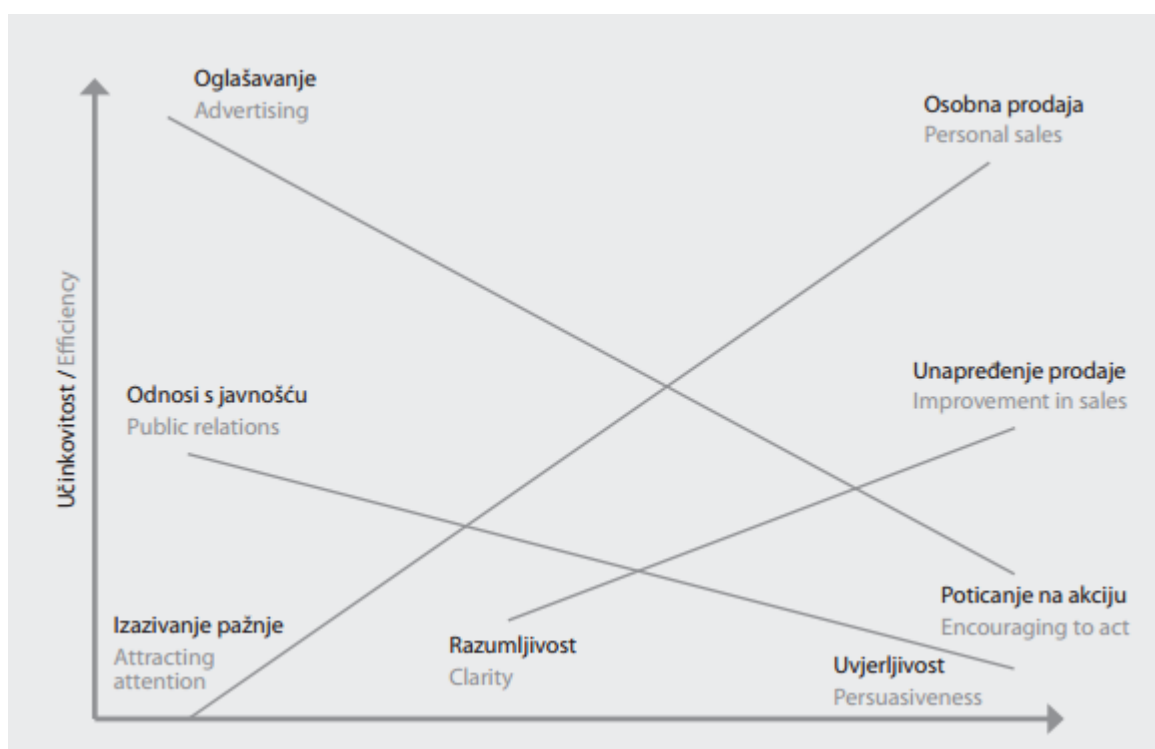 Oglašavanje
Advertising
Osobna prodaja
Personal sales
Učinkovitost / Efficiency
Odnosi s javnošću
Public relations
Unapređenje prodaje
Improvement in sales
Izazivanje pažnje
Attracting
attention
Razumljivost
Clarity
Poticanje na akciju
Encouraging to act
Uvjerljivost
Persuasiveness